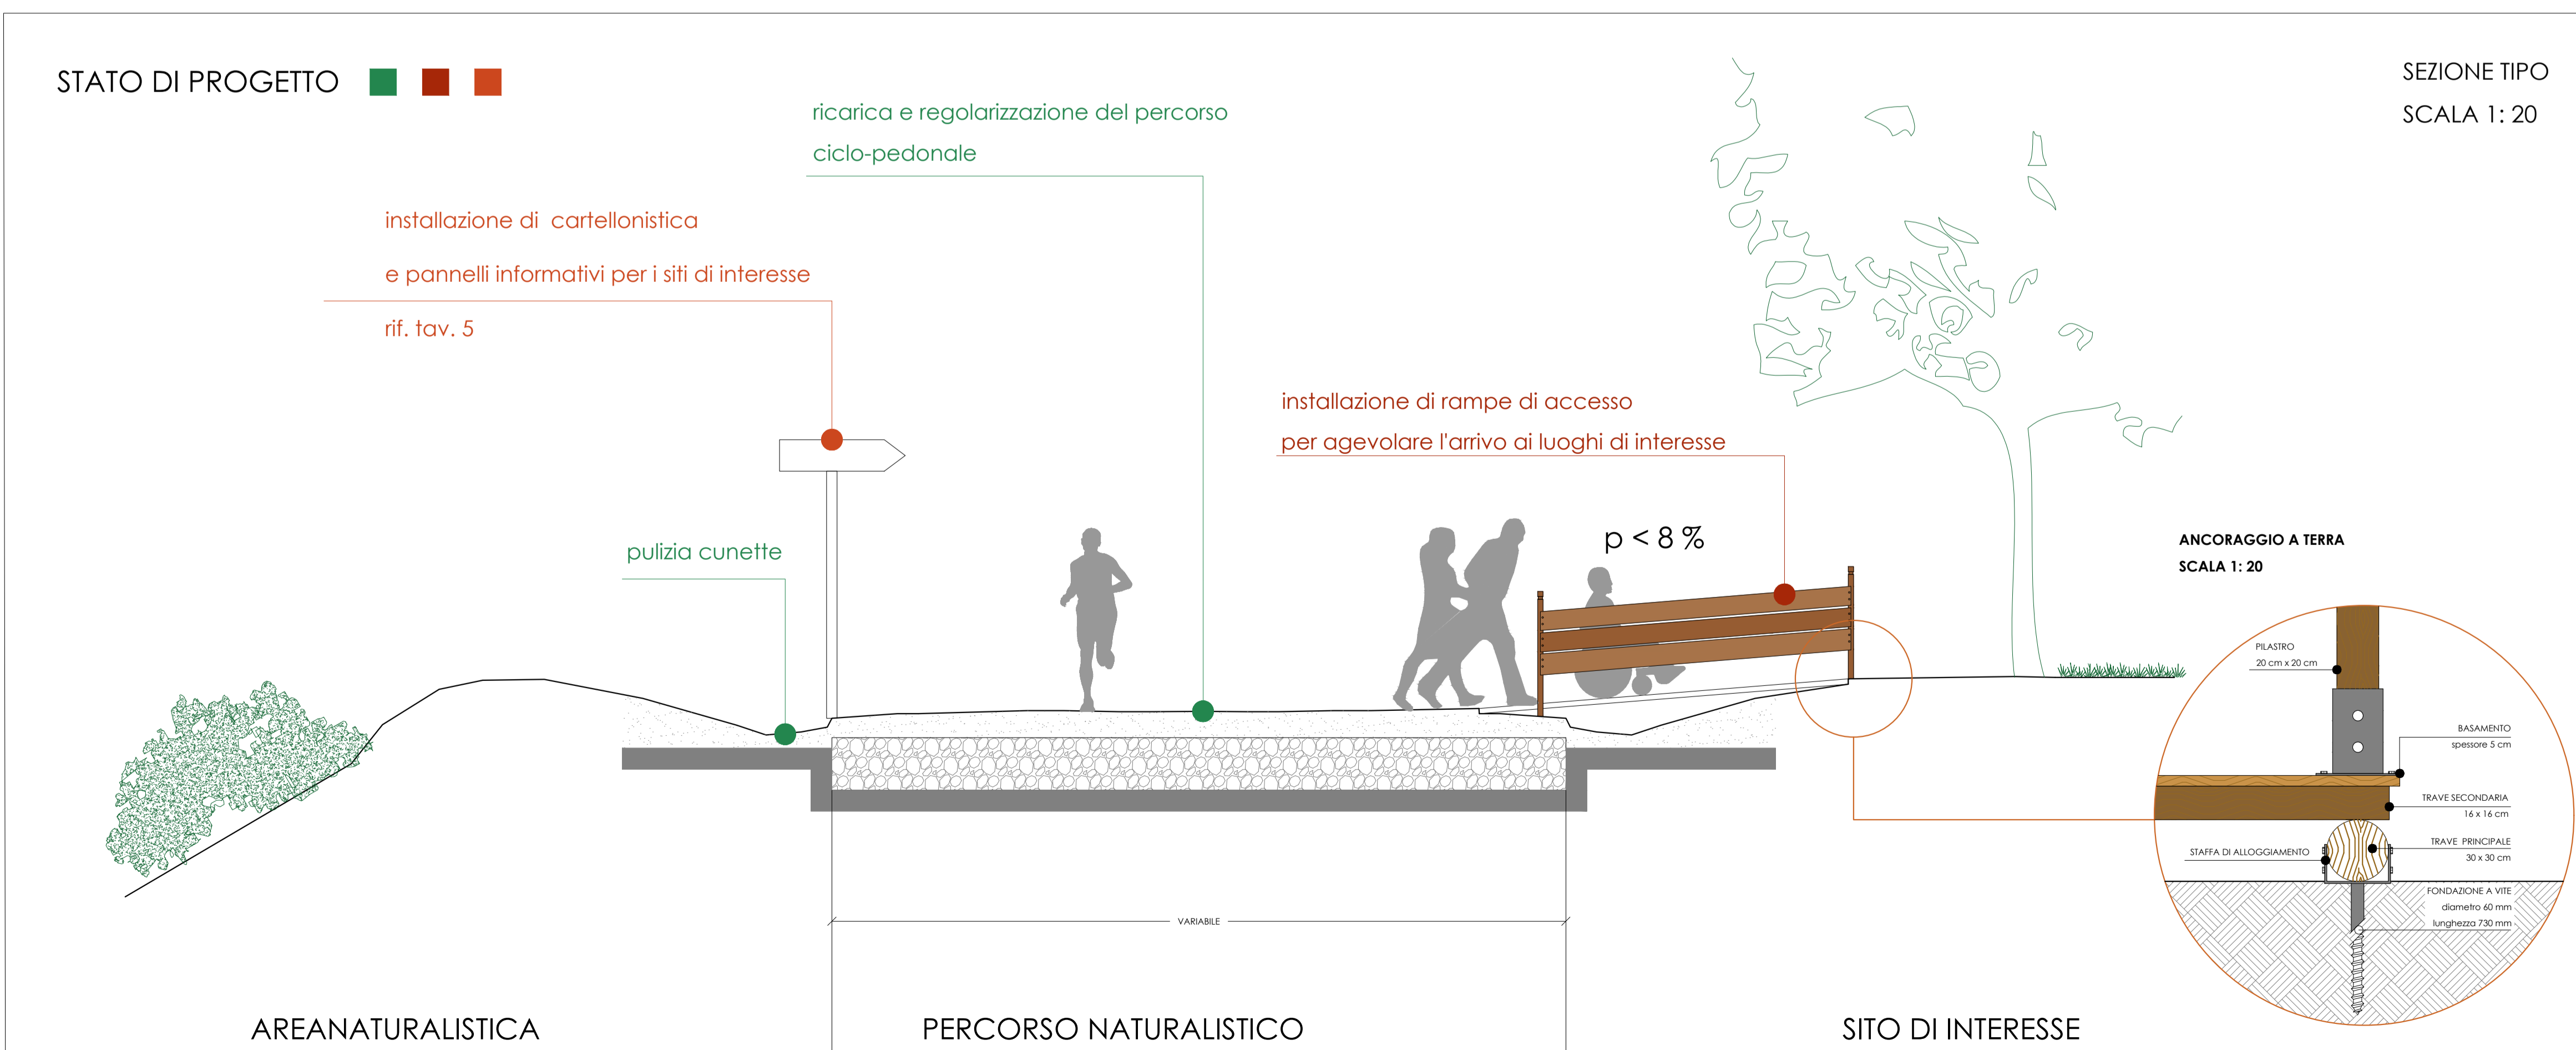 STATO DI PROGETTO
SEZIONE TIPO
SCALA 1: 20
ricarica e regolarizzazione del percorso
ciclo-pedonale
installazione di cartellonistica
e pannelli informativi per i siti di interesse
rif. tav. 5
installazione di rampe di accesso
per agevolare l'arrivo ai luoghi di interesse
pulizia cunette
p < 8 %
ANCORAGGIO A TERRA
SCALA 1: 20
PILASTRO
20 cm x 20 cm
BASAMENTO
spessore 5 cm
TRAVE SECONDARIA
16 x 16 cm
TRAVE PRINCIPALE
30 x 30 cm
STAFFA DI ALLOGGIAMENTO
FONDAZIONE A VITE
diametro 60 mm
lunghezza 730 mm
VARIABILE
AREANATURALISTICA
PERCORSO NATURALISTICO
SITO DI INTERESSE